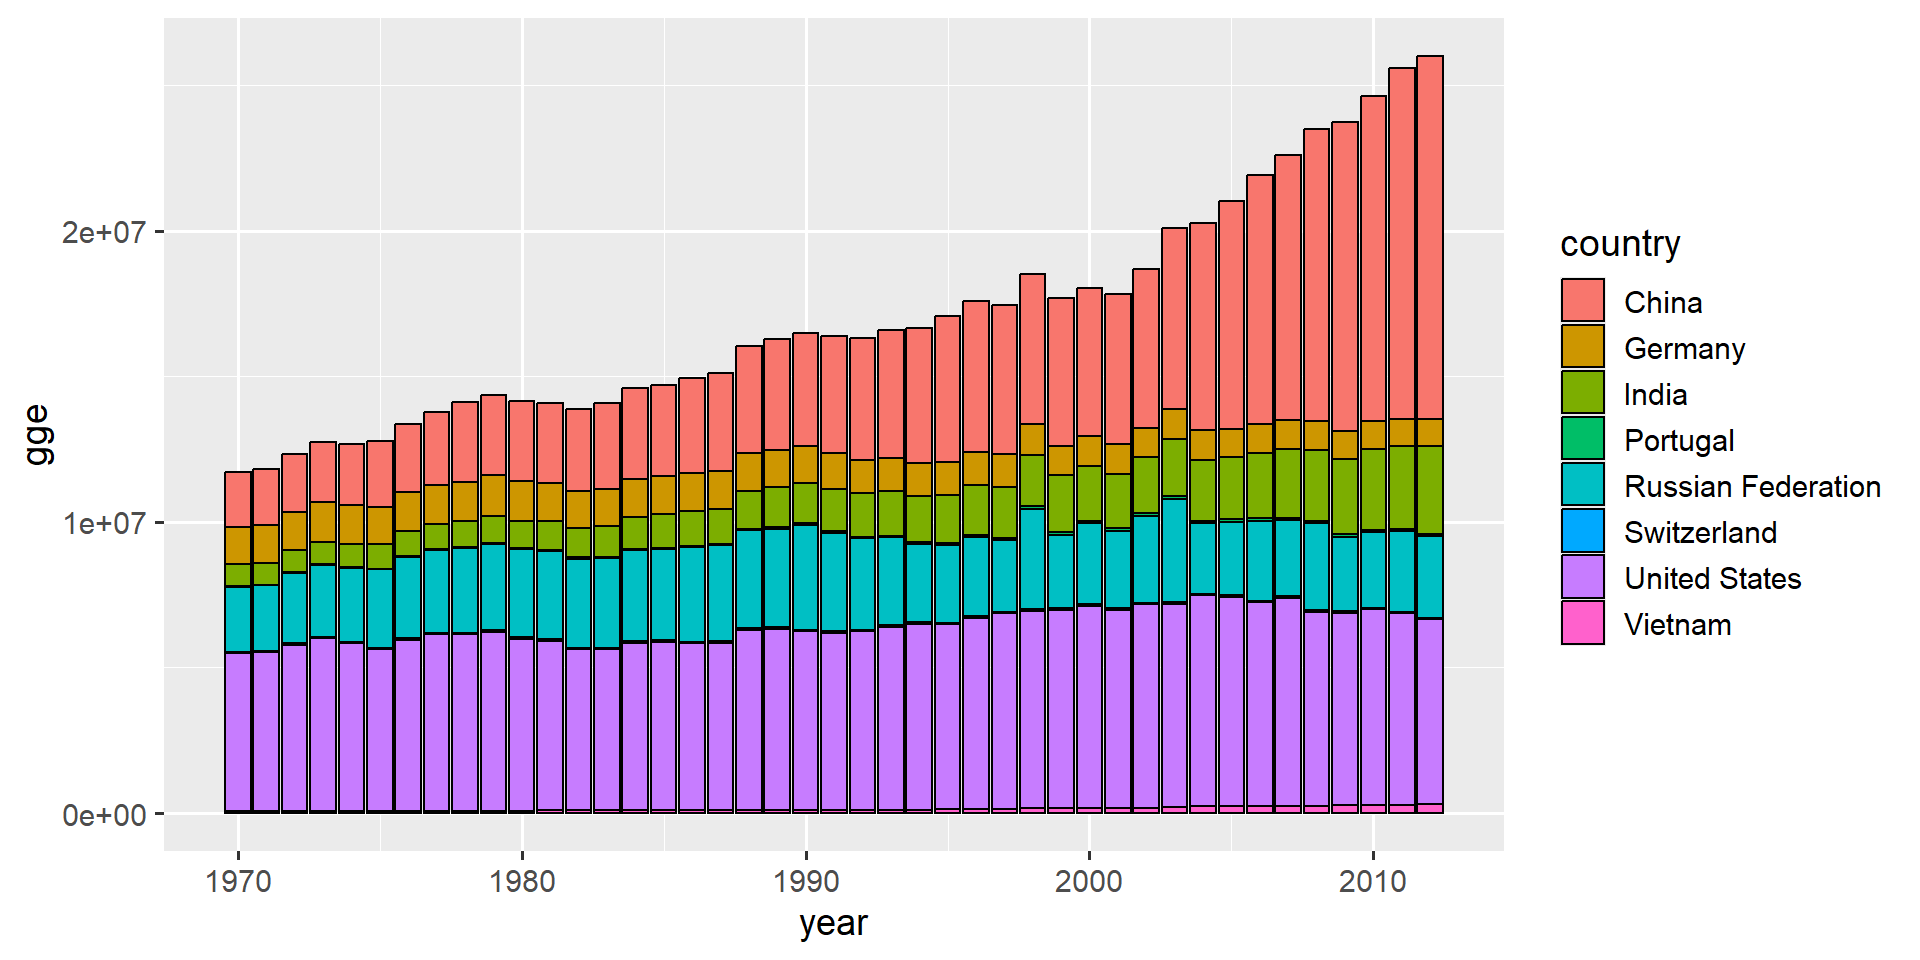 gge
2e+07
1e+07
0e+00
1970
1980
1990
2000
2010
year
country
China
Germany
India
Portugal
Russian Federation
Switzerland
United States
Vietnam